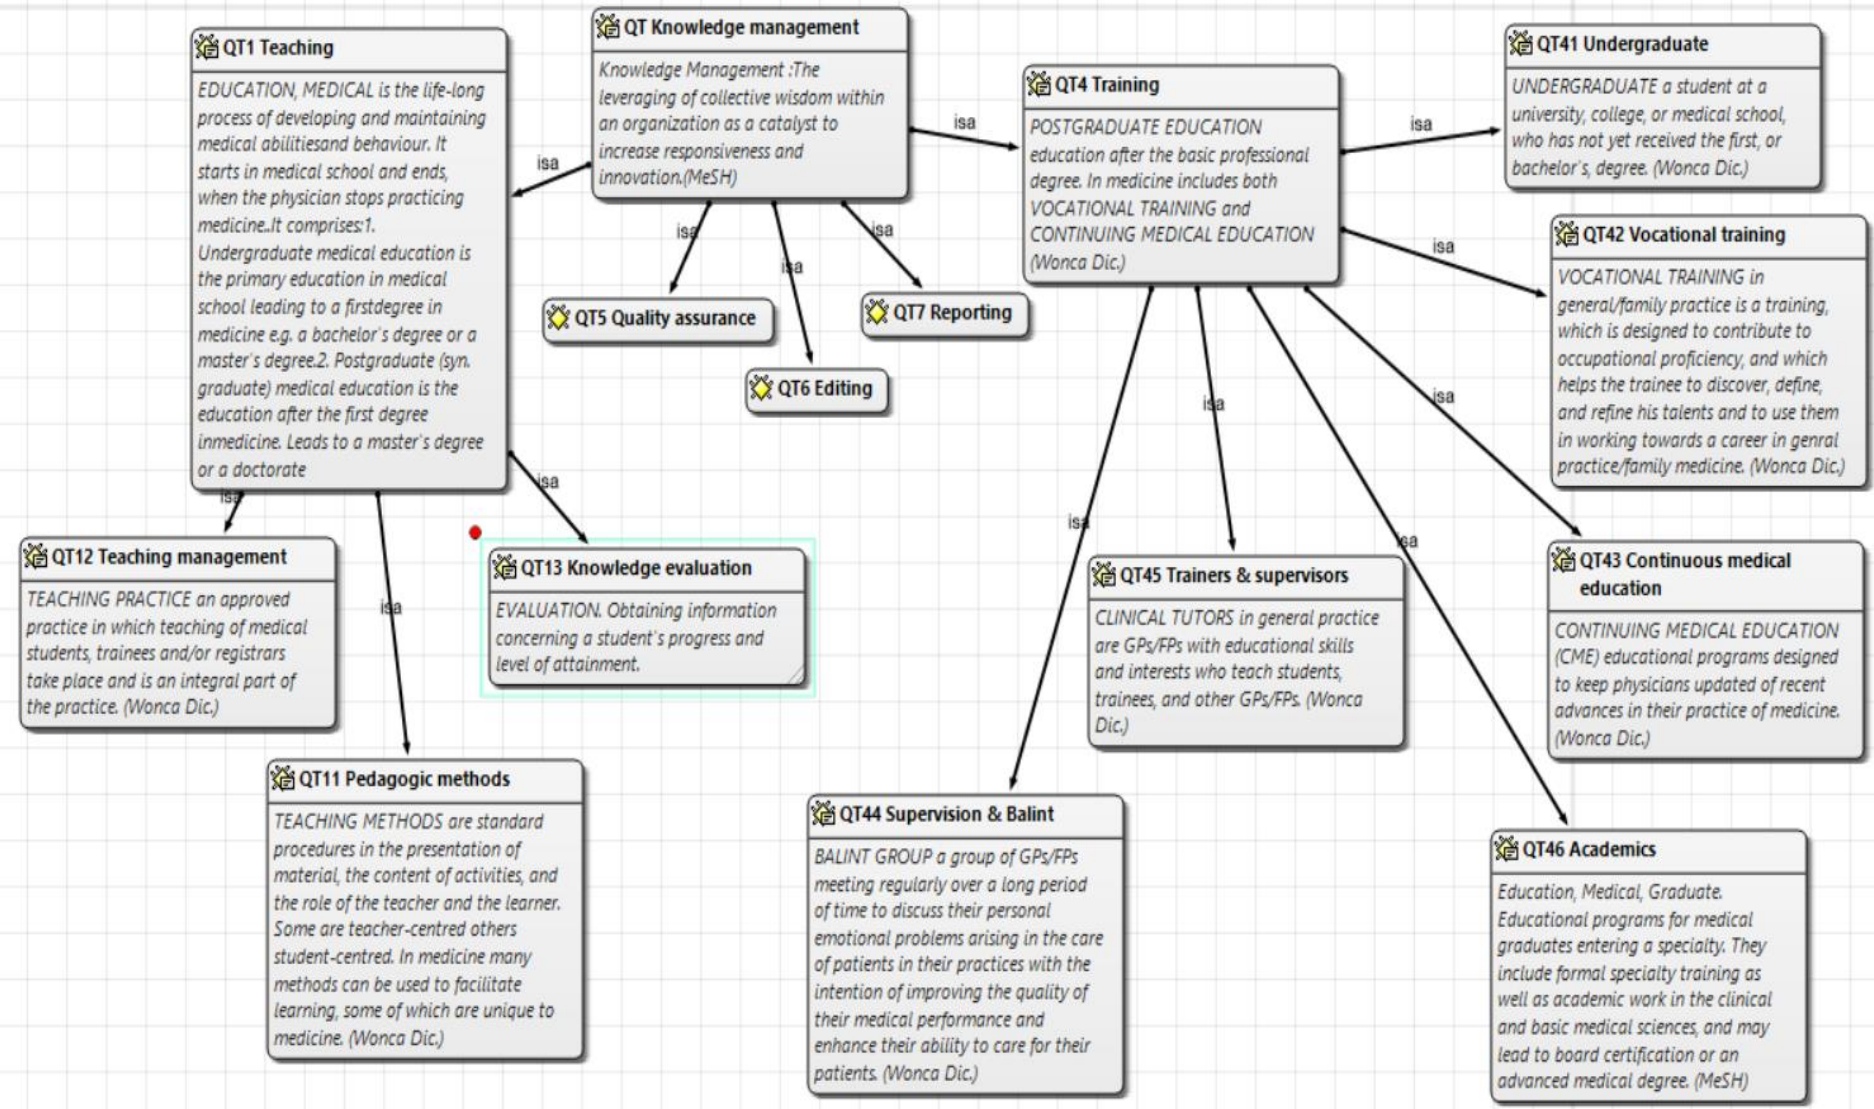 QT1 Teaching
EDUCATION, MEDICAL is the life-long
process of developing and maintaining
medical abilitiesand behaviour. It
starts in medical school and ends,
when the physician stops practicing
medicine..It comprises:1.
Undergraduate medical education is
the primary education in medical
school leading to a firstdegree in
medicine e.g. a bachelor's degree or a
master's degree.2. Postgraduate (syn.
graduate) medical education is the
education after the first degree
inmedicine. Leads to a master's degree
or a doctorate
QT Knowledge management
Knowledge Management :The
leveraging of collective wisdom within
an organization as a catalyst to
increase responsiveness and
innovation.(MeSH)
isa
isa
isa
isa
isa
QT5 Quality assurance
QT6 Editing
QT7 Reporting
QT4 Training
POSTGRADUATE EDUCATION
education after the basic professional
degree. In medicine includes both
VOCATIONAL TRAINING and
CONTINUING MEDICAL EDUCATION
(Wonca Dic.)
isa
isa
isa
isa
isa
isa
QT41 Undergraduate
UNDERGRADUATE a student at a
university, college, or medical school,
who has not yet received the first, or
bachelor's, degree. (Wonca Dic.)
QT42 Vocational training
VOCATIONAL TRAINING in
general/family practice is a training,
which is designed to contribute to
occupational proficiency, and which
helps the trainee to discover, define,
and refine his talents and to use them
in working towards a career in genral
practice/family medicine. (Wonca Dic.)
isa
isa
isa
QT12 Teaching management
TEACHING PRACTICE an approved
practice in which teaching of medical
students, trainees and/or registrars
take place and is an integral part of
the practice. (Wonca Dic.)
QT13 Knowledge evaluation
EVALUATION. Obtaining information
concerning a student's progress and
level of attainment.
QT45 Trainers & supervisors
CLINICAL TUTORS in general practice
are GPs/FPs with educational skills
and interests who teach students,
trainees, and other GPs/FPs. (Wonca
Dic.)
QT43 Continuous medical
education
CONTINUING MEDICAL EDUCATION
(CME) educational programs designed
to keep physicians updated of recent
advances in their practice of medicine.
(Wonca Dic.)
QT11 Pedagogic methods
TEACHING METHODS are standard
procedures in the presentation of
material, the content of activities, and
the role of the teacher and the learner.
Some are teacher-centred others
student-centred. In medicine many
methods can be used to facilitate
learning, some of which are unique to
medicine. (Wonca Dic.)
QT44 Supervision & Balint
BALINT GROUP a group of GPs/FPs
meeting regularly over a long period
of time to discuss their personal
emotional problems arising in the care
of patients in their practices with the
intention of improving the quality of
their medical performance and
enhance their ability to care for their
patients. (Wonca Dic.)
QT46 Academics
Education, Medical, Graduate.
Educational programs for medical
graduates entering a specialty. They
include formal specialty training as
well as academic work in the clinical
and basic medical sciences, and may
lead to board certification or an
advanced medical degree. (MeSH)